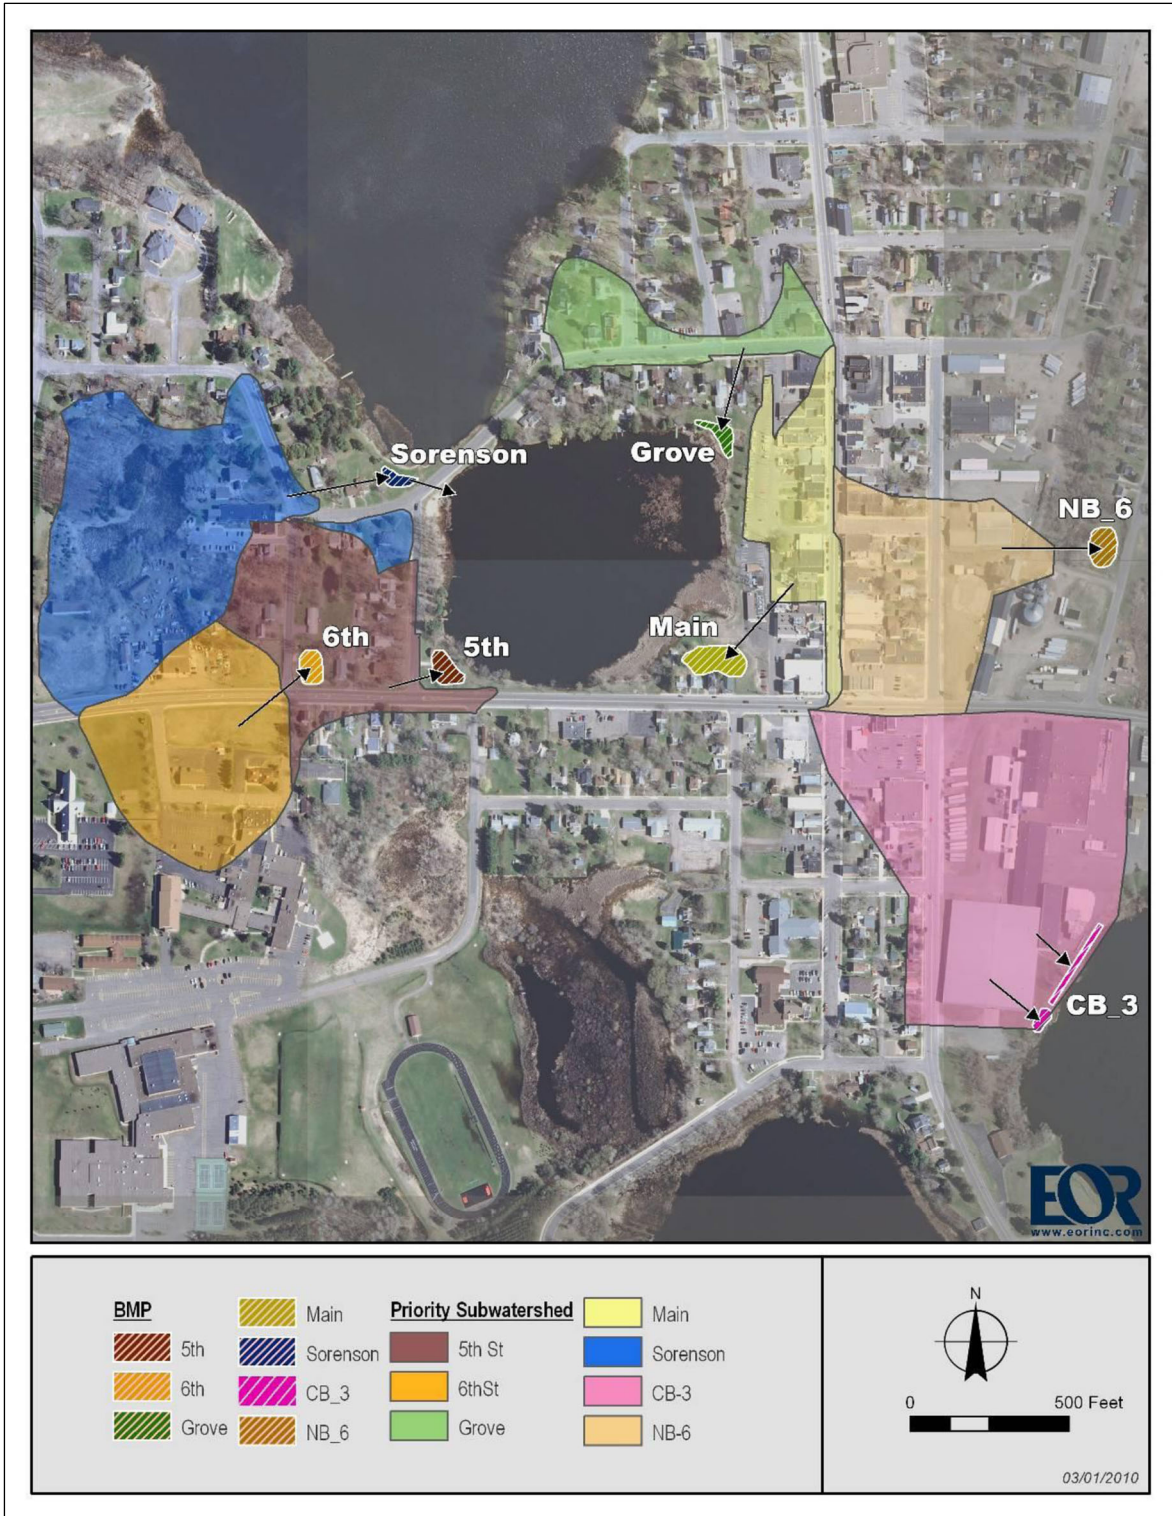 Sorenson
Grove
NB_6
6th
5th
Main
CB_3
EOR
www.eorinc.com
BMP
5th
6th
Grove
Main
Sorenson
CB_3
NB_6
Priority Subwatershed
5th St
6thSt
Grove
Main
Sorenson
CB-3
NB-6
N
0 500 Feet
03/01/2010